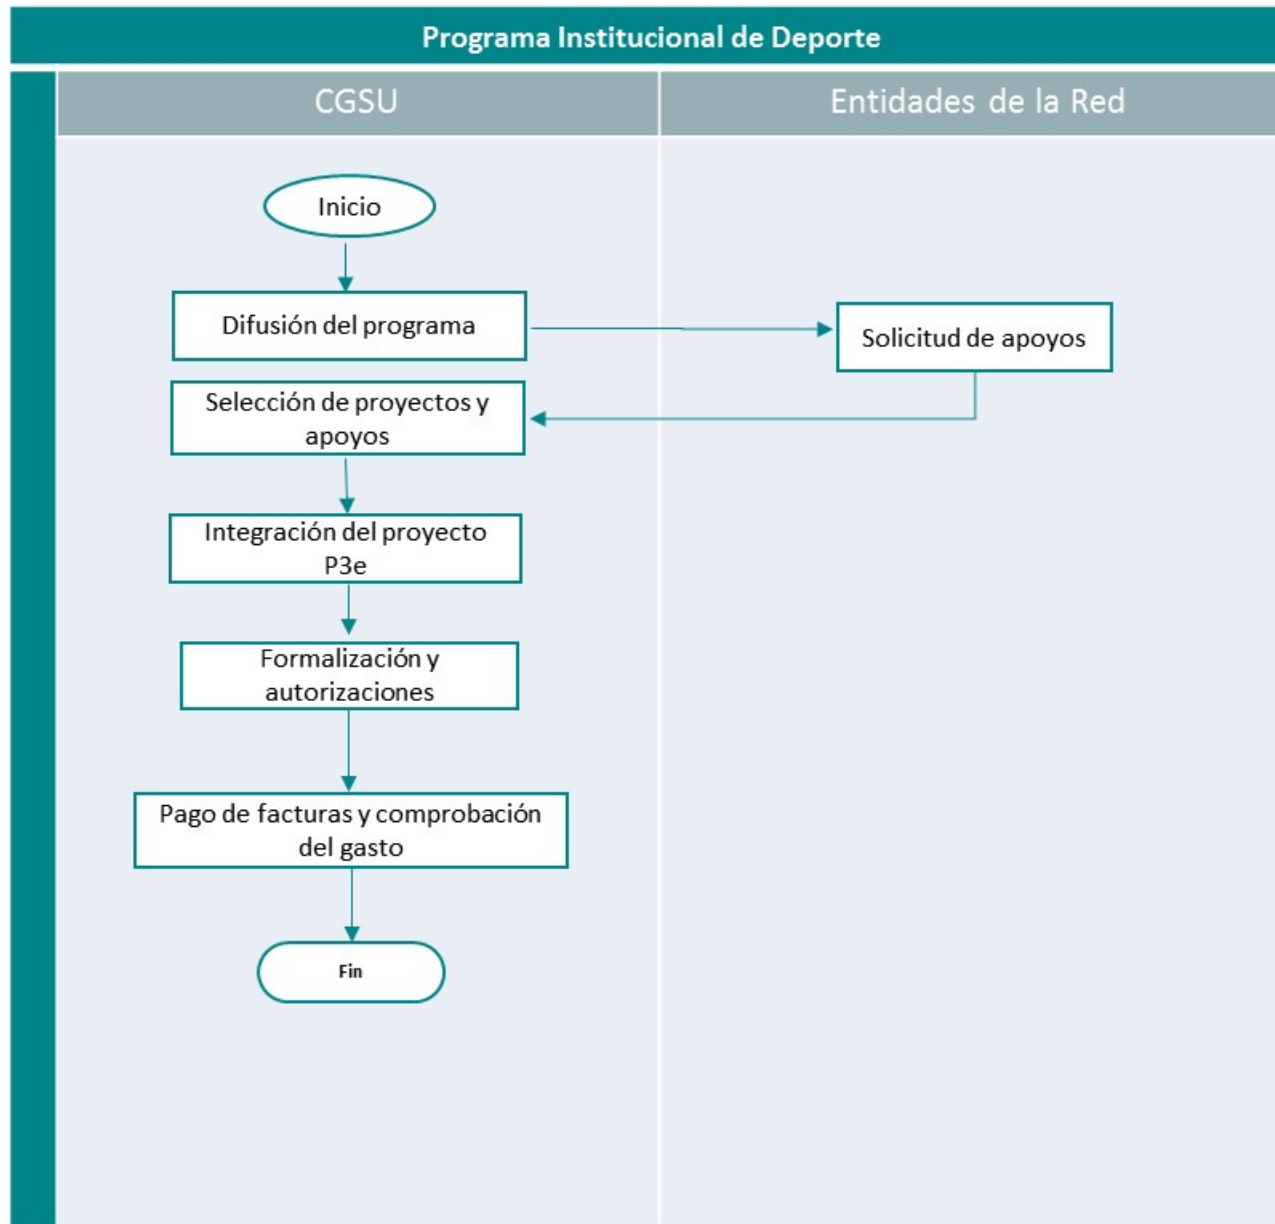 Programa Institucional de Deporte
CGSU
Entidades de la Red
Inicio
Difusión del programa
Solicitud de apoyos
Selección de proyectos y
apoyos
Integración del proyecto
P3e
Formalización y
autorizaciones
Pago de facturas y comprobación
del gasto
Fin